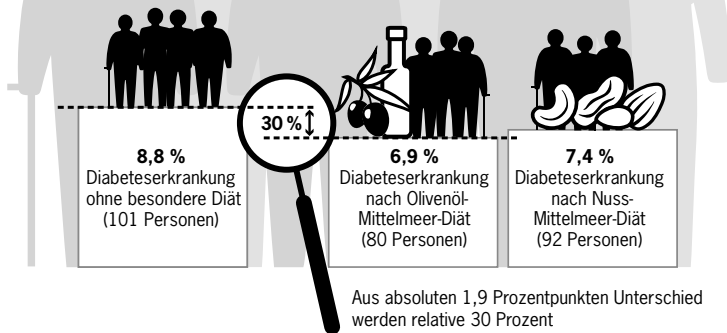 30 %
8,8 %
Diabeteserkrankung
ohne besondere Diät
(101 Personen)
6,9 %
Diabeteserkrankung
nach Olivenöl-
Mittelmeer-Diät
(80 Personen)
7,4 %
Diabeteserkrankung
nach Nuss-
Mittelmeer-Diät
(92 Personen)
Aus absoluten 1,9 Prozentpunkten Unterschied
werden relative 30 Prozent